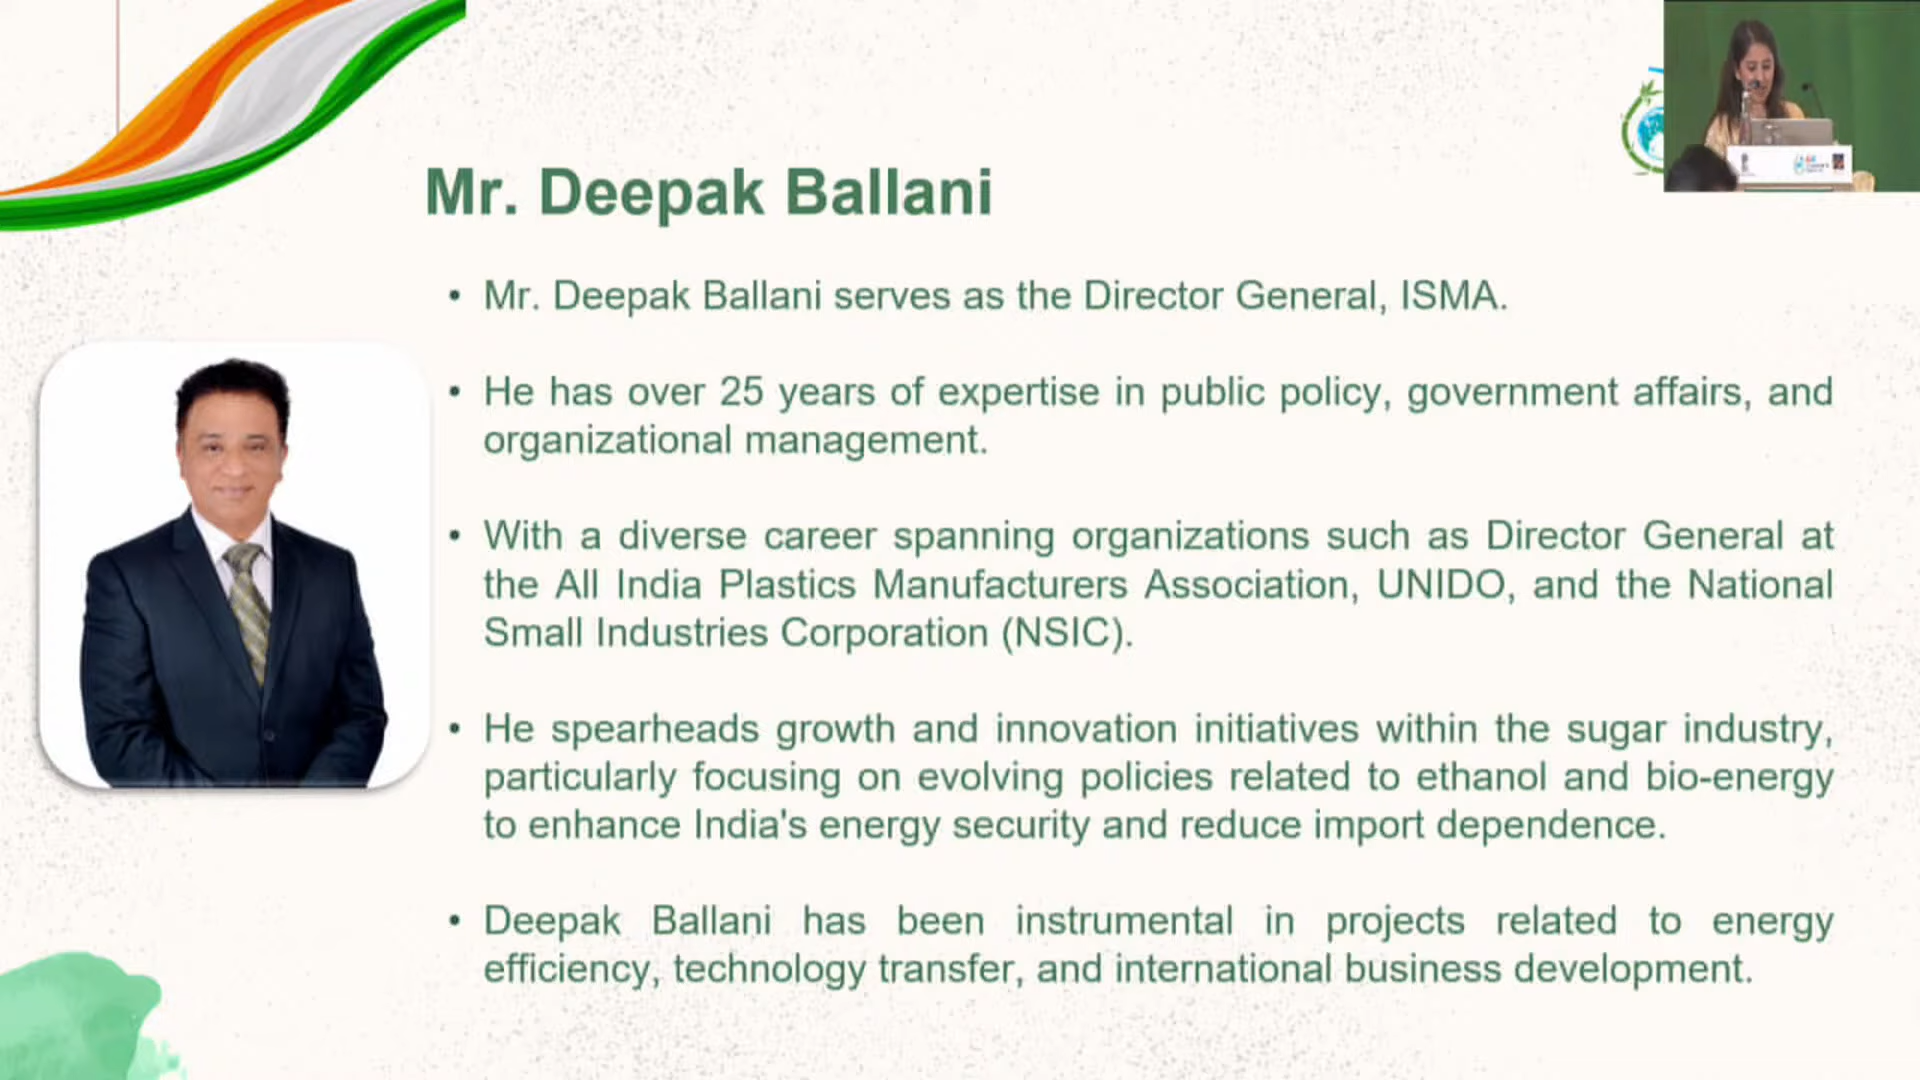 Mr. Deepak Ballani
• Mr. Deepak Ballani serves as the Director General, ISMA.
• He has over 25 years of expertise in public policy, government affairs, and
organizational management.
• With a diverse career spanning organizations such as Director General at
the All India Plastics Manufacturers Association, UNIDO, and the National
Small Industries Corporation (NSIC).
• He spearheads growth and innovation initiatives within the sugar industry,
particularly focusing on evolving policies related to ethanol and bio-energy
to enhance India's energy security and reduce import dependence.
• Deepak Ballani has been instrumental in projects related to energy
efficiency, technology transfer, and international business development.